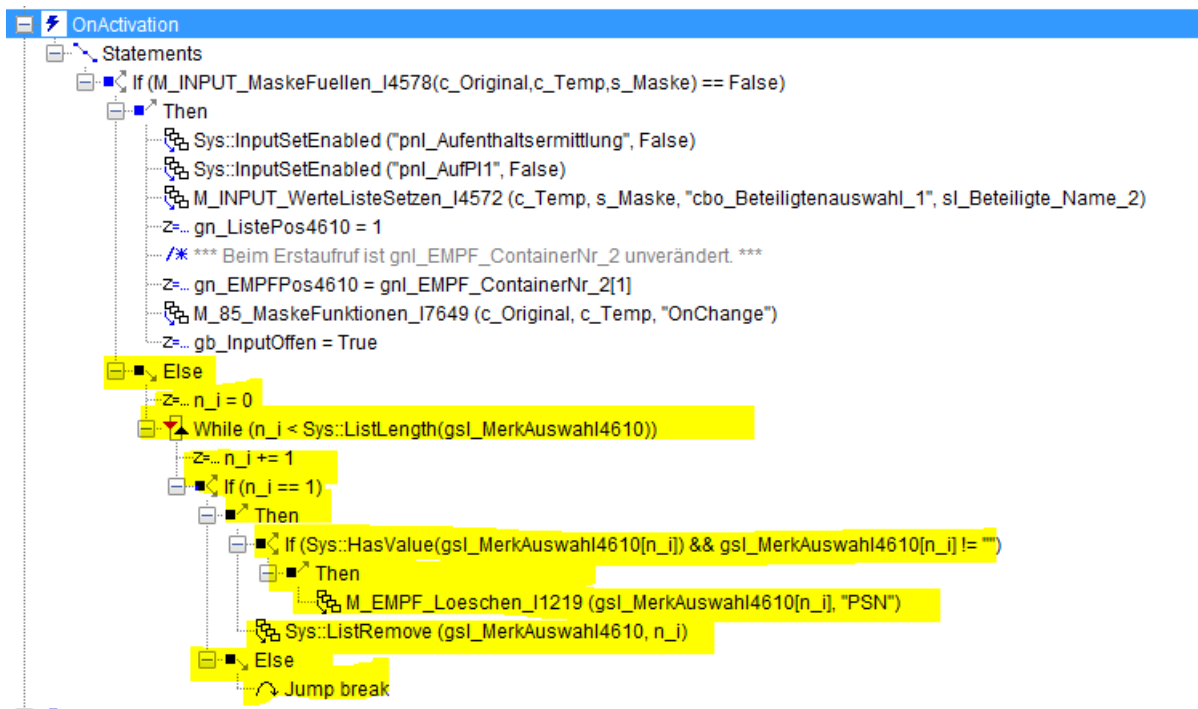 OnActivation
Statements
If (M_INPUT_MaskeFuellen_I4578(c_Original,c_Temp,s_Maske) == False)
Then
Sys::InputSetEnabled ("pnl_Aufenthaltsermittlung", False)
Sys::InputSetEnabled ("pnl_AufPI1", False)
M_INPUT_WerteListeSetzen_I4572 (c_Temp, s_Maske, "cbo_Beteiligtenauswahl_1", sl_Beteiligte_Name_2)
z=... gn_ListePos4610 = 1
/* *** Beim Erstaufruf ist gnl_EMPF_ContainerNr_2 unverändert. ***
z=... gn_EMPFPos4610 = gnl_EMPF_ContainerNr_2[1]
M_85_MaskeFunktionen_I7649 (c_Original, c_Temp, "OnChange")
z=... gb_InputOffen = True
Else
z=... n_i = 0
While (n_i < Sys::ListLength(gsl_MerkAuswahl4610))
z=... n_i += 1
If (n_i == 1)
Then
If (Sys::HasValue(gsl_MerkAuswahl4610[n_i]) && gsl_MerkAuswahl4610[n_i] != "")
Then
M_EMPF_Loeschen_I1219 (gsl_MerkAuswahl4610[n_i], "PSN")
Sys::ListRemove (gsl_MerkAuswahl4610, n_i)
Else
Jump break